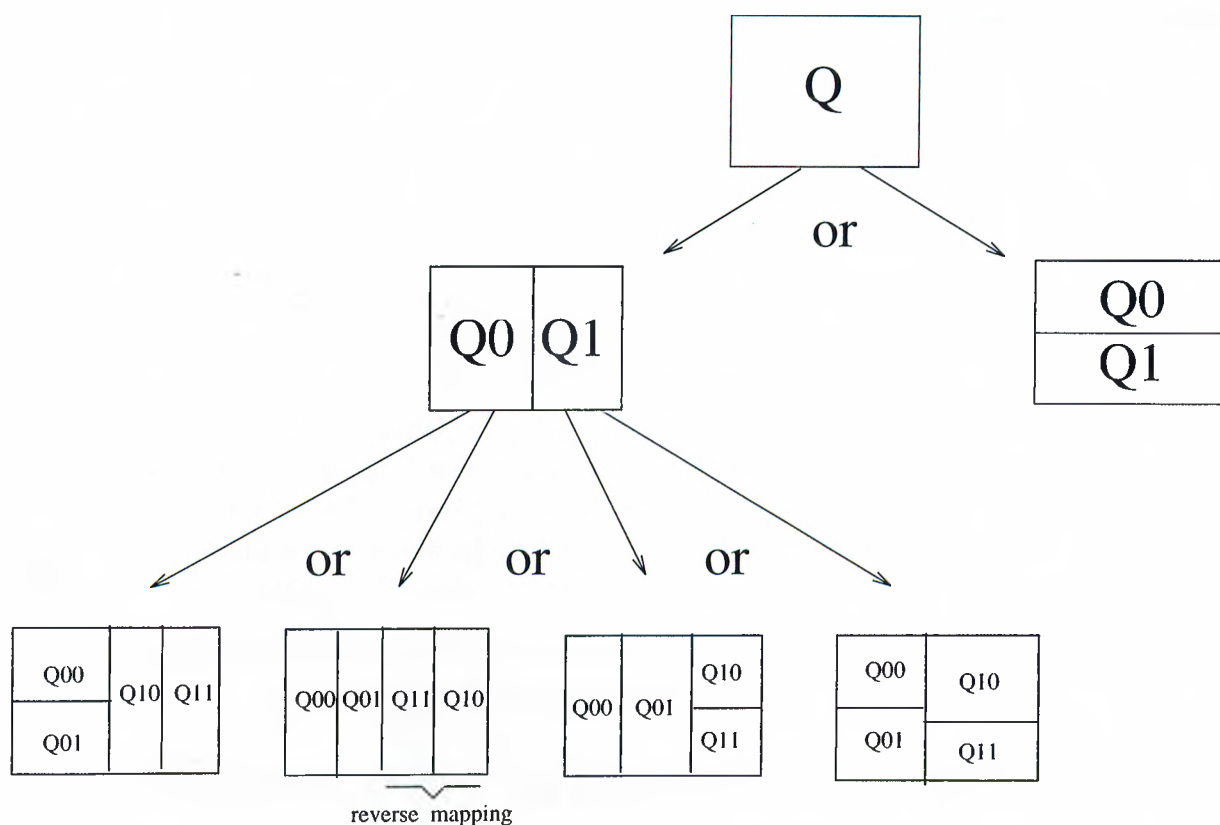 Q
or
Q0 Q1
Q0
Q1
or or or
Q00
Q01
Q10 Q11
Q00 Q01 Q11 Q10
reverse mapping
Q00 Q01
Q10
Q11
Q00
Q01
Q10
Q11